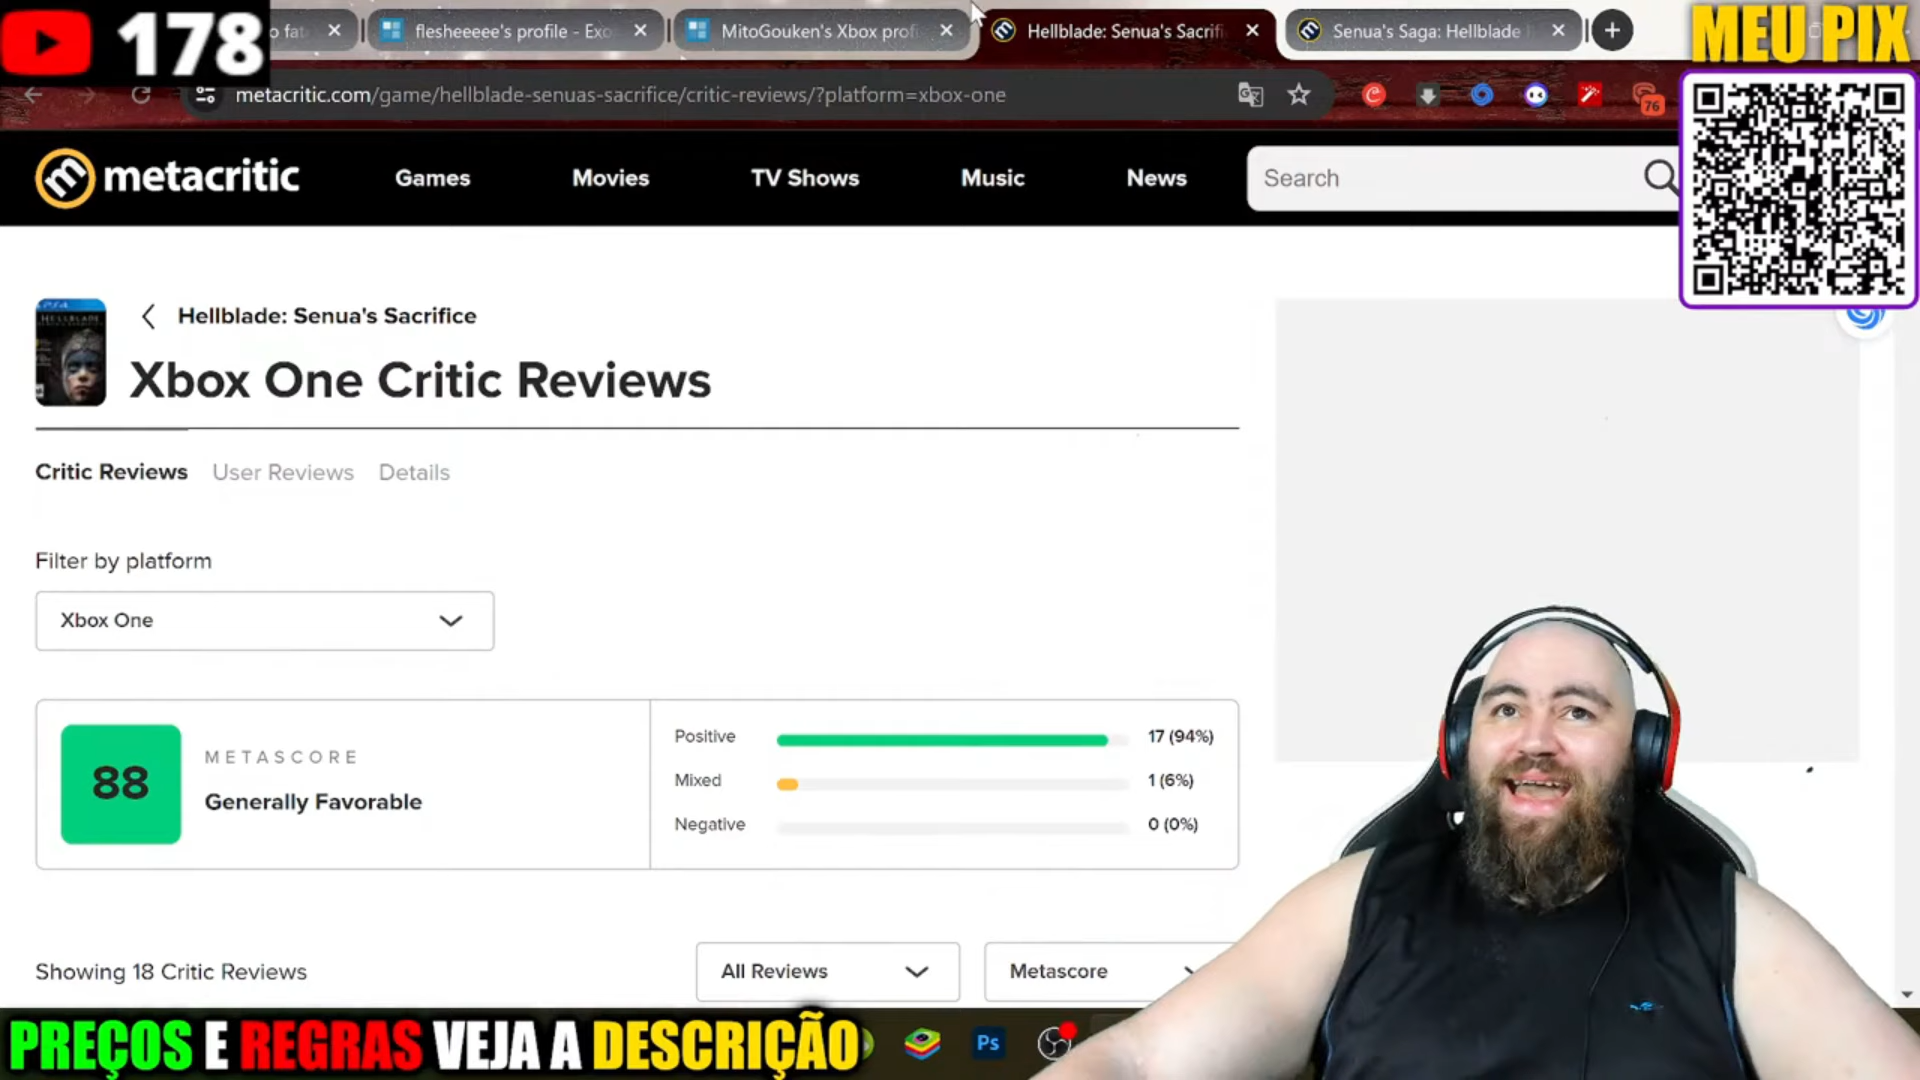 178
o fat
flesheeeee's profile - Exo
MitoGouken's Xbox prof
Hellblade: Senua's Sacrifi
Senua's Saga: Hellblade
MEU PIX
metacritic.com/game/hellblade-senuas-sacrifice/critic-reviews/?platform=xbox-one
76
metacritic
Games
Movies
TV Shows
Music
News
Search
HELLBLADE
Hellblade: Senua's Sacrifice
Xbox One Critic Reviews
Critic Reviews
User Reviews
Details
Filter by platform
Xbox One
88
METASCORE
Generally Favorable
Positive
17 (94%)
Mixed
1 (6%)
Negative
0 (0%)
Showing 18 Critic Reviews
All Reviews
Metascore
PREÇOS E REGRAS VEJA A DESCRIÇÃO
Ps